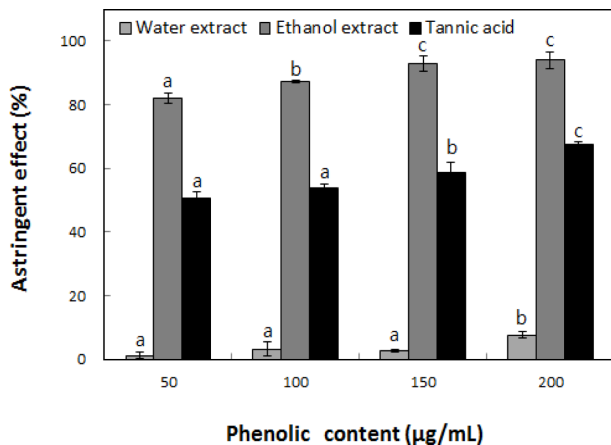 Water extract Ethanol extract Tannic acid
Astringent effect (%)
100
80
60
40
20
0
a a a
a b a
a c b
b c c
50 100 150 200
Phenolic content (µg/mL)